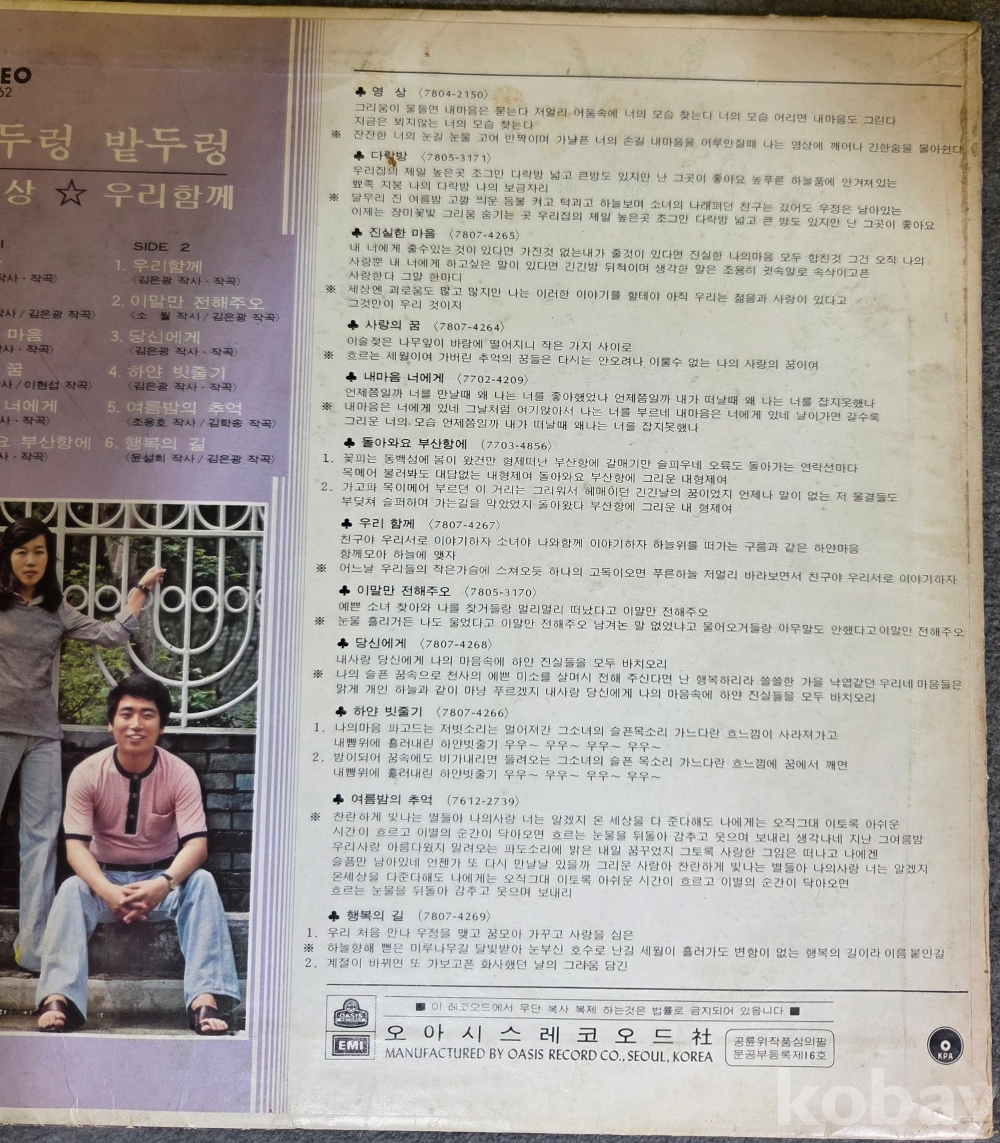 EO
62
두렁 밭두렁
상 ☆ 우리함께
SIDE 2
1. 우리함께
〈김은광 작사·작곡〉
2. 이말만 전해주오
〈소 월 작시/김은광 작곡〉
3. 당신에게
〈김은광 작사·작곡〉
4. 하얀 빗줄기
〈김은광 작사·작곡〉
5. 여름밤의 추억
〈조용호 작사/김학송 작곡〉
6. 행복의 길
〈윤설희 작사/김은광 작곡〉
작사·작곡〉
작사/김은광 작곡〉
마음
작사·작곡〉
꿈
작사/이현섭 작곡〉
너에게
작사·작곡〉
요 부산항에
작사·작곡〉
♣ 영 상 〈7804-2150〉
그리움이 물들면 내마음은 묻는다 저멀리 어둠속에 너의 모습 찾는다 너의 모습 어리면 내마음도 그린다
지금은 뵈지않는 너의 모습 찾는다
※ 잔잔한 너의 눈길 눈물 고여 반짝이며 가냘픈 너의 손길 내마음을 어루만질때 나는 영상에 깨어나 긴한숨을 몰아쉰다
♣ 다락방 〈7805-3171〉
우리집의 제일 높은곳 조그만 다락방 넓고 큰방도 있지만 난 그곳이 좋아요 높푸른 하늘품에 안겨져있는
뾰족 지붕 나의 다락방 나의 보금자리
※ 달무리 진 여름밤 고깔 씌운 등불 켜고 턱괴고 하늘보며 소녀의 나래펴던 친구는 갔어도 우정은 남아있는
이제는 장미꽃빛 그리움 숨기는 곳 우리집의 제일 높은 곳 조그만 다락방 넓고 큰 방도 있지만 난 그곳이 좋아요
♣ 진실한 마음 〈7807-4265〉
내 너에게 줄수있는것이 있다면 가진것 없는내가 줄것이 있다면 진실한 나의마음 모두 합친것 그건 오직 나의
사랑뿐 내 너에게 하고싶은 말이 있다면 긴긴밤 뒤척이며 생각한 말은 조용히 귓속말로 속삭이고픈
사랑한다 그말 한마디
※ 세상엔 괴로움도 많고 많지만 나는 이러한 이야기를 할테야 아직 우리는 젊음과 사랑이 있다고
그것만이 우리 것이지
♣ 사랑의 꿈 〈7807-4264〉
이슬젖은 나무잎이 바람에 떨어지니 작은 가지 사이로
※ 흐르는 세월이여 가버린 추억의 꿈들은 다시는 안오려나 이룰수 없는 나의 사랑의 꿈이여
♣ 내마음 너에게 〈7702-4209〉
언제쯤일까 너를 만날때 왜 나는 너를 좋아했었나 언제쯤일까 내가 떠날때 왜 나는 너를 잡지못했나
※ 내마음은 너에게 있네 그날처럼 여기앉아서 나는 너를 부르네 내마음은 너에게 있네 날이가면 갈수록
그리운 너의 모습 언제쯤일까 내가 떠날때 왜나는 너를 잡지못했나
♣ 돌아와요 부산항에 〈7703-4856〉
1. 꽃피는 동백섬에 봄이 왔건만 형제떠난 부산항에 갈매기만 슬피우네 오륙도 돌아가는 연락선마다
목메어 불러봐도 대답없는 내형제여 돌아와요 부산항에 그리운 내형제여
2. 가고파 목이메어 부르던 이 거리는 그리워서 헤매이던 긴긴날의 꿈이었지 언제나 말이 없는 저 물결들도
부딪쳐 슬퍼하며 가는길을 막았었지 돌아왔다 부산항에 그리운 내 형제여
♣ 우리 함께 〈7807-4267〉
친구야 우리서로 이야기하자 소녀야 나와함께 이야기하자 하늘위를 떠가는 구름과 같은 하얀마음
함께모아 하늘에 맺자
※ 어느날 우리들의 작은가슴에 스쳐오듯 하나의 고독이오면 푸른하늘 저멀리 바라보면서 친구야 우리서로 이야기하자
♣ 이말만 전해주오 〈7805-3170〉
예쁜 소녀 찾아와 나를 찾거들랑 멀리멀리 떠났다고 이말만 전해주오
※ 눈물 흘리거든 나도 울었다고 이말만 전해주오 남겨논 말 없었냐고 물어오거들랑 아무말도 안했다고이말만 전해주오
♣ 당신에게 〈7807-4268〉
내사랑 당신에게 나의 마음속에 하얀 진실들을 모두 바치오리
※ 나의 슬픈 꿈속으로 천사의 예쁜 미소를 살며시 전해 주신다면 난 행복하리라 쓸쓸한 가을 낙엽같던 우리네 마음들은
맑게 개인 하늘과 같이 마냥 푸르겠지 내사랑 당신에게 나의 마음속에 하얀 진실들을 모두 바치오리
♣ 하얀 빗줄기 〈7807-4266〉
1. 나의마음 파고드는 저빗소리는 멀어져간 그소녀의 슬픈목소리 가느다란 흐느낌이 사라져가고
내뺨위에 흘러내린 하얀빗줄기 우우～ 우우～ 우우～ 우우～
2. 밤이되어 꿈속에도 비가내리면 들려오는 그소녀의 슬픈 목소리 가느다란 흐느낌에 꿈에서 깨면
내뺨위에 흘러내린 하얀빗줄기 우우～ 우우～ 우우～ 우우～
♣ 여름밤의 추억 〈7612-2739〉
※ 찬란하게 빛나는 별들아 나의사랑 너는 알겠지 온 세상을 다 준다해도 나에게는 오직그대 이토록 아쉬운
시간이 흐르고 이별의 순간이 닥아오면 흐르는 눈물을 뒤돌아 감추고 웃으며 보내리 생각나네 지난 그여름밤
우리사랑 아름다웠지 밀려오는 파도소리에 밝은 내일 꿈꾸었지 그토록 사랑한 그임은 떠나고 나에겐
슬픔만 남아있네 언젠가 또 다시 만날날 있을까 그리운 사랑아 찬란하게 빛나는 별들아 나의사랑 너는 알겠지
온세상을 다준다해도 나에게는 오직그대 이토록 아쉬운 시간이 흐르고 이별의 순간이 닥아오면
흐르는 눈물을 뒤돌아 감추고 웃으며 보내리
♣ 행복의 길 〈7807-4269〉
1. 우리 처음 만나 우정을 맺고 꿈모아 가꾸고 사랑을 심은
※ 하늘향해 뻗은 미루나무길 달빛받아 눈부신 호수로 난길 세월이 흘러가도 변함이 없는 행복의 길이라 이름 붙인길
2. 계절이 바뀌면 또 가보고픈 화사했던 날의 그리움 담긴
■ 이 레코오드에서 무단 복사 복제 하는것은 법률로 금지되어 있읍니다 ■
OASIS
EMI
오아시스레코오드社
MANUFACTURED BY OASIS RECORD CO., SEOUL, KOREA
공륜위작품심의필
문공부등록제16호
KPA
kobay